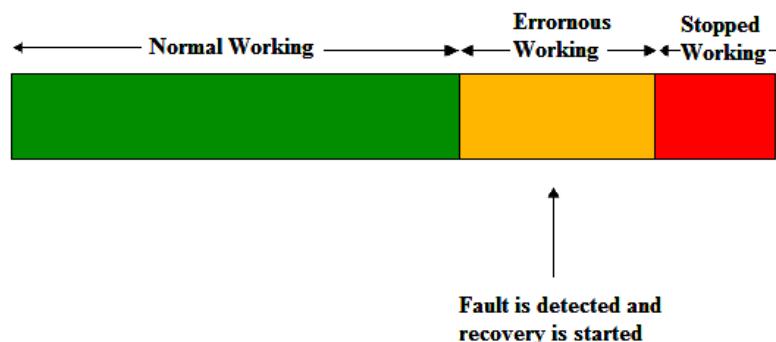 Normal Working
Errornous
Working
Stopped
Working
Fault is detected and
recovery is started